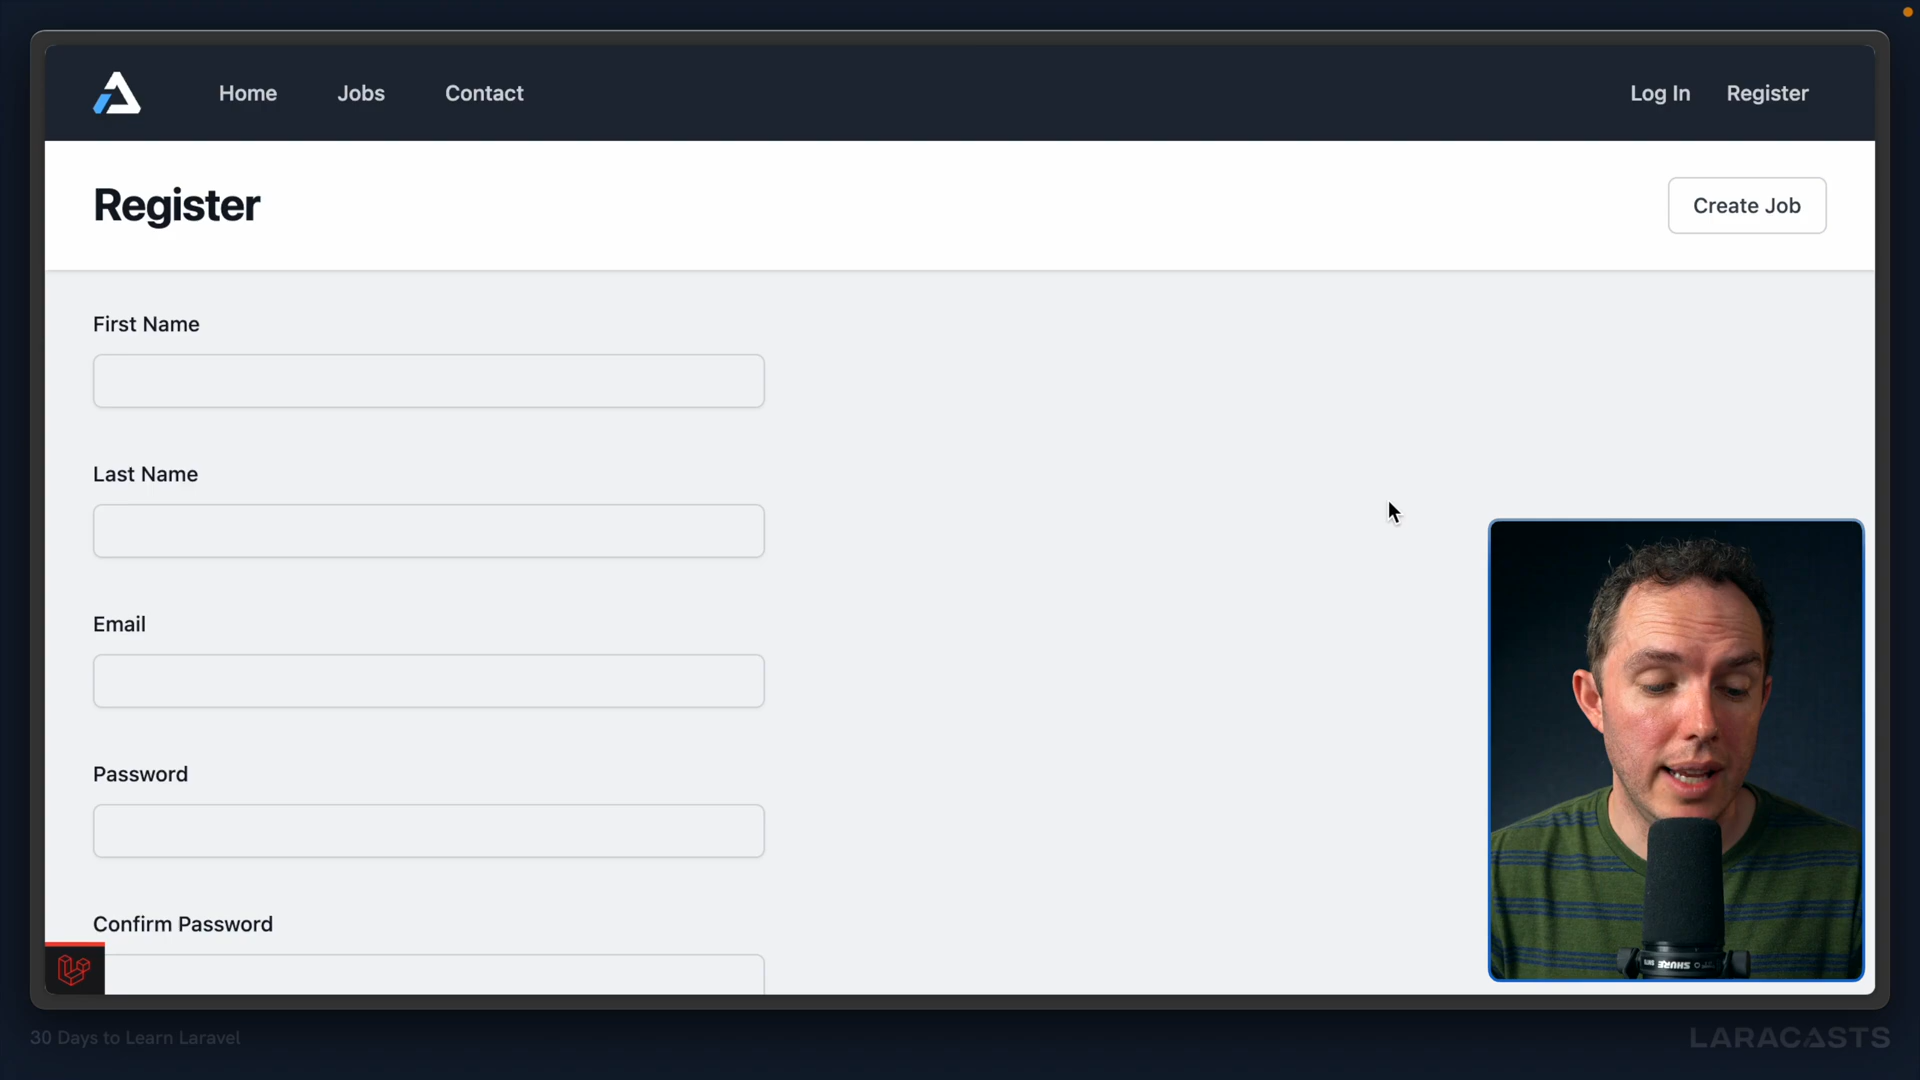 Home
Jobs
Contact
Log In
Register
Register
Create Job
First Name
Last Name
Email
Password
Confirm Password
SHURE
30 Days to Learn Laravel
LARACASTS